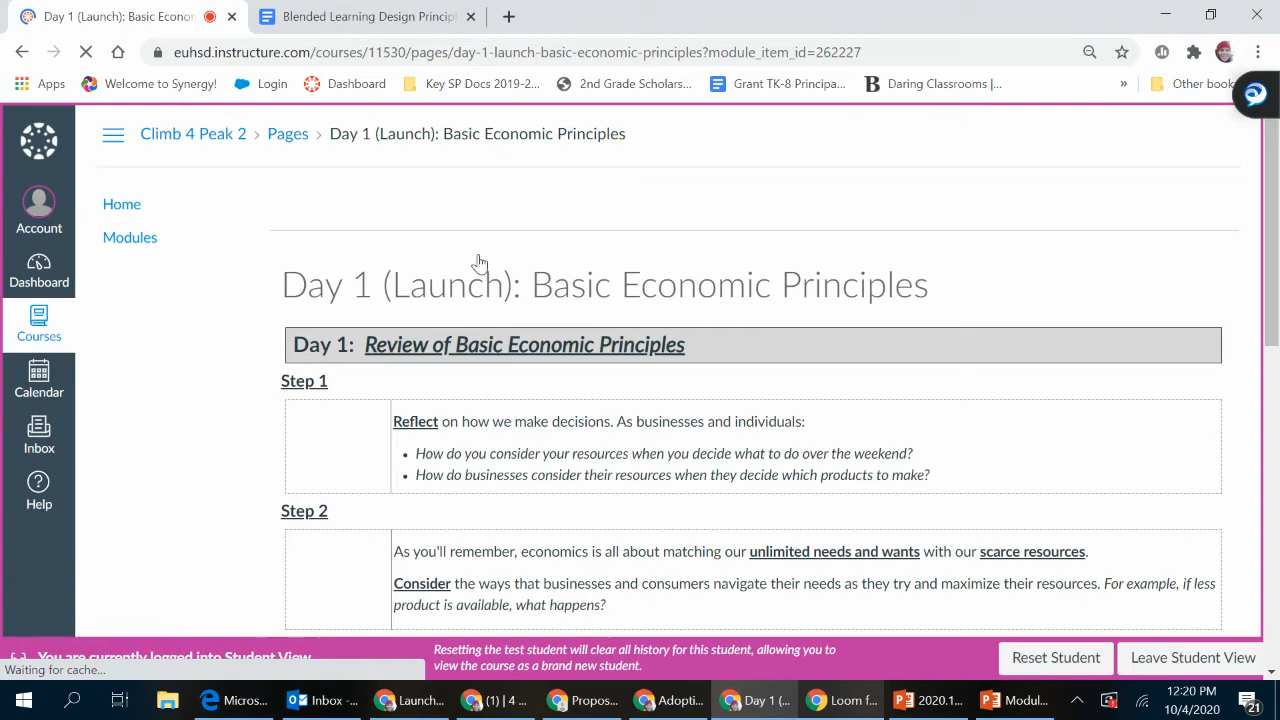 Day 1 (Launch): Basic Econo
Blended Learning Design Princip
euhsd.instructure.com/courses/11530/pages/day-1-launch-basic-economic-principles?module_item_id=262227
Apps
Welcome to Synergy!
Login
Dashboard
Key SP Docs 2019-2...
2nd Grade Scholars...
Grant TK-8 Principa...
B
Daring Classrooms |...
»
Other book
Climb 4 Peak 2 > Pages > Day 1 (Launch): Basic Economic Principles
Account
Dashboard
Courses
Calendar
Inbox
Help
Home
Modules
Day 1 (Launch): Basic Economic Principles
Day 1: Review of Basic Economic Principles
Step 1
Reflect on how we make decisions. As businesses and individuals:
• How do you consider your resources when you decide what to do over the weekend?
• How do businesses consider their resources when they decide which products to make?
Step 2
As you'll remember, economics is all about matching our unlimited needs and wants with our scarce resources.
Consider the ways that businesses and consumers navigate their needs as they try and maximize their resources. For example, if less
product is available, what happens?
You are currently logged into Student View
Resetting the test student will clear all history for this student, allowing you to
view the course as a brand new student.
Reset Student
Leave Student View
Waiting for cache...
Micros...
Inbox -...
Launch...
(1) | 4 ...
Propos...
Adopti...
Day 1 (...
Loom f...
2020.1...
Modul...
12:20 PM
10/4/2020
21